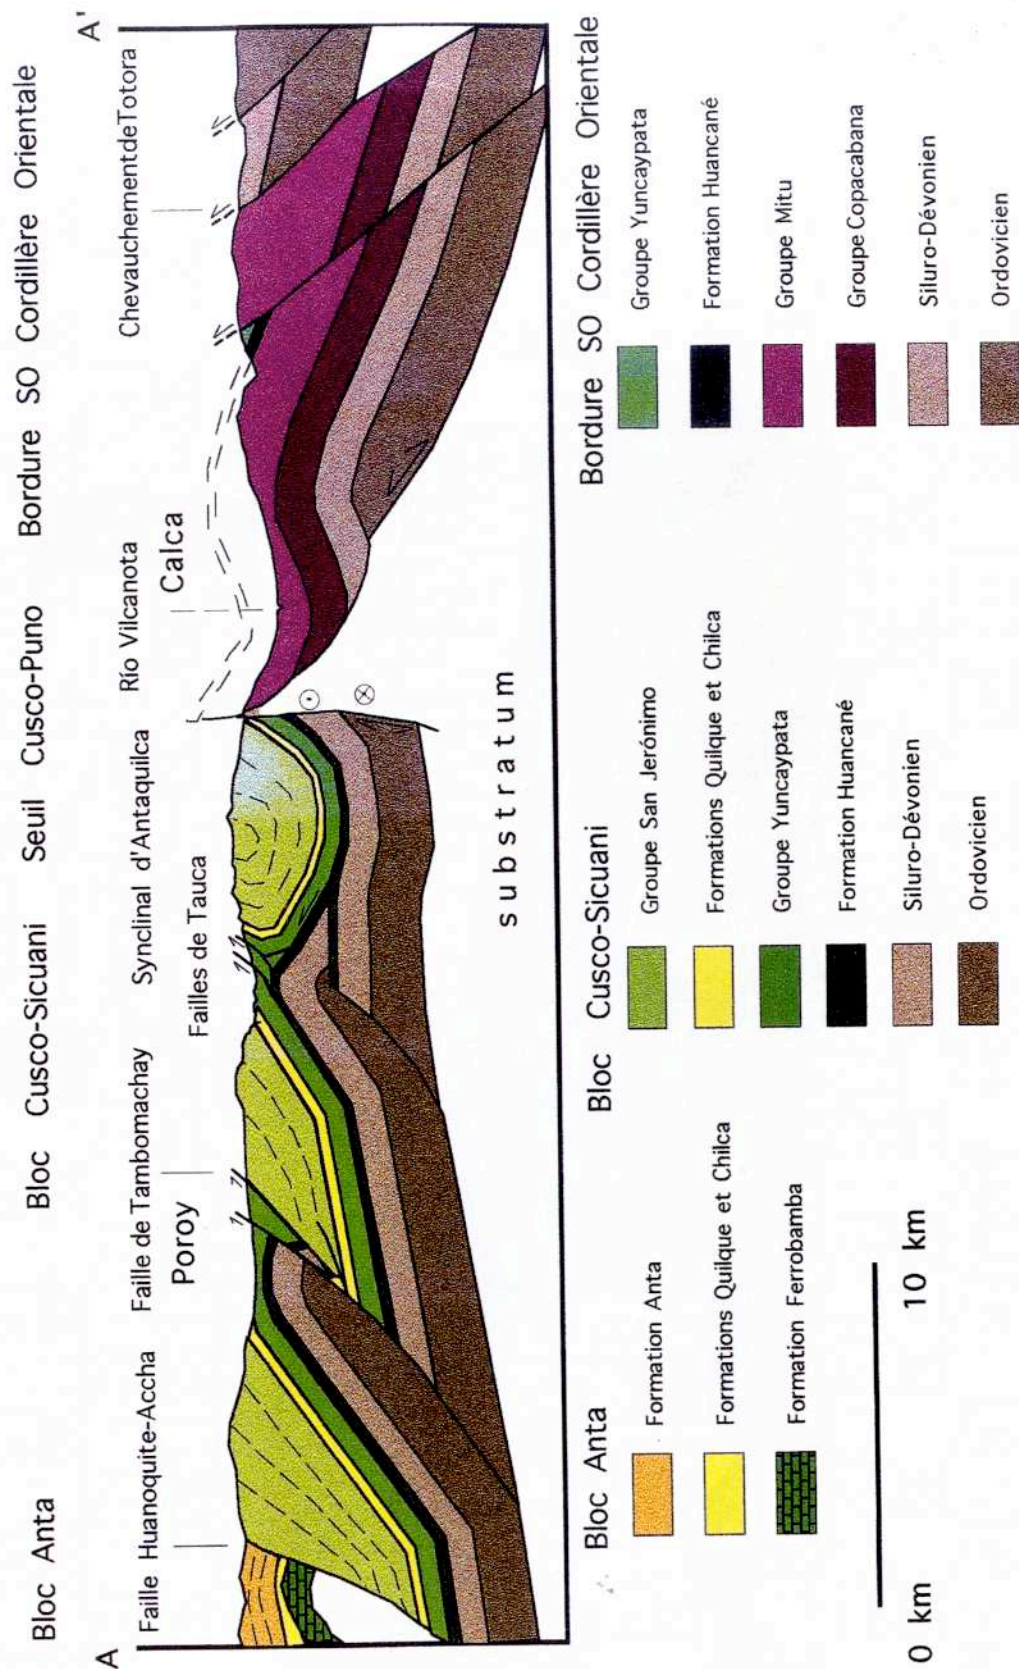 Bloc Anta Bloc Cusco-Sicuani Seuil Cusco-Puno Bordure SO Cordillère Orientale
A A'
Faille Huanoquite-Accha Faille de Tambomachay Synclinal d'Antaquilca Río Vilcanota Chevauchement de Totora
Poroy Failles de Tauca Calca
substratum
Bloc Anta
Formation Anta
Formations Quilque et Chilca
Formation Ferrobamba
Bloc Cusco-Sicuani
Groupe San Jerónimo
Formations Quilque et Chilca
Groupe Yuncaypata
Formation Huancané
Siluro-Dévonien
Ordovicien
Bordure SO Cordillère Orientale
Groupe Yuncaypata
Formation Huancané
Groupe Mitu
Groupe Copacabana
Siluro-Dévonien
Ordovicien
0 km 10 km